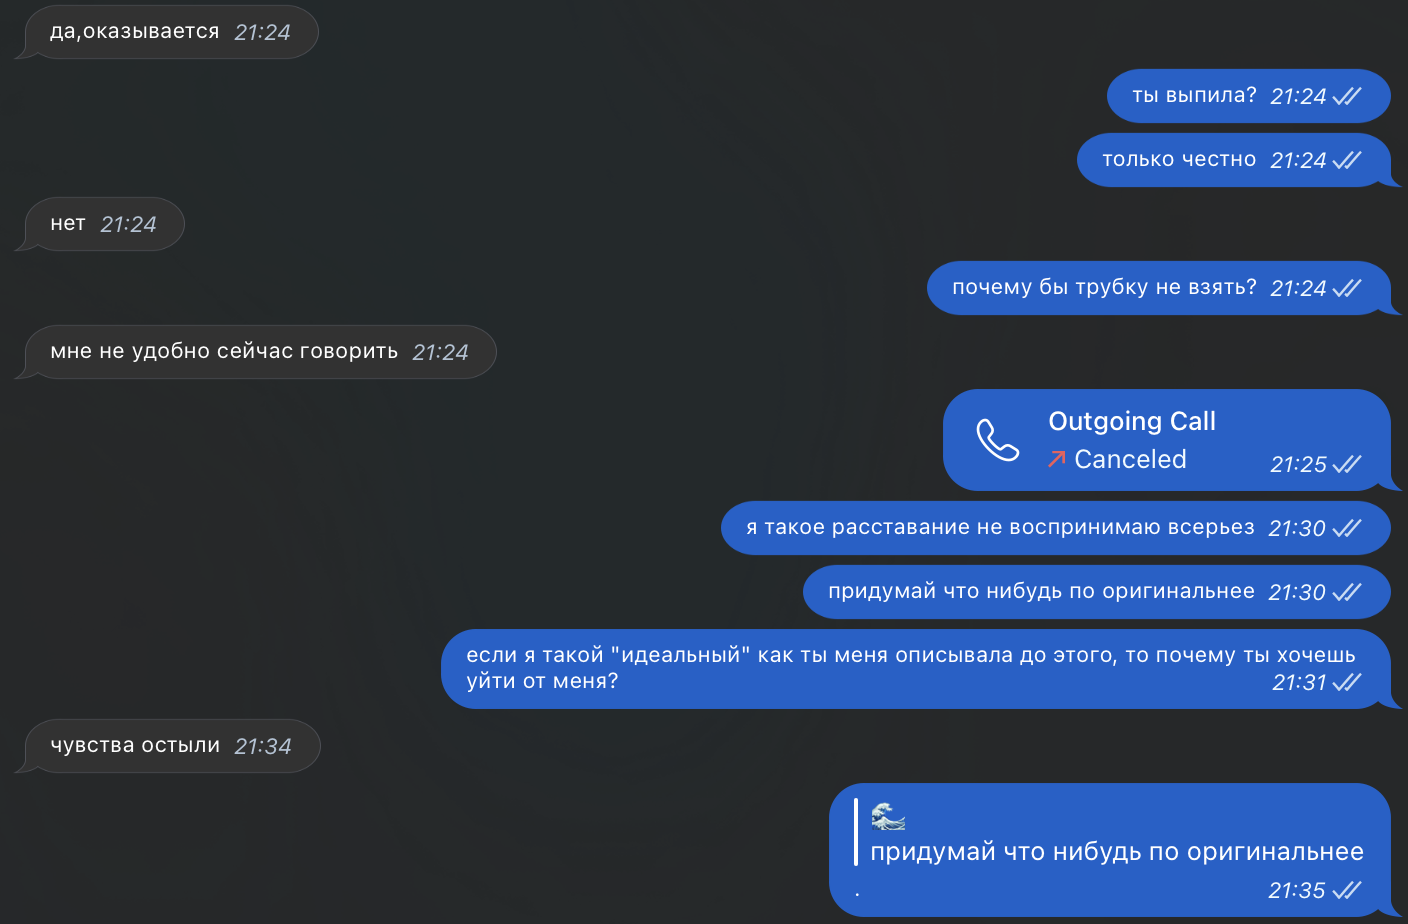 да,оказывается 21:24
ты выпила? 21:24
только честно 21:24
нет 21:24
почему бы трубку не взять? 21:24
мне не удобно сейчас говорить 21:24
Outgoing Call
Canceled 21:25
я такое расставание не воспринимаю всерьез 21:30
придумай что нибудь по оригинальнее 21:30
если я такой "идеальный" как ты меня описывала до этого, то почему ты хочешь
уйти от меня? 21:31
чувства остыли 21:34
🌊
придумай что нибудь по оригинальнее
. 21:35